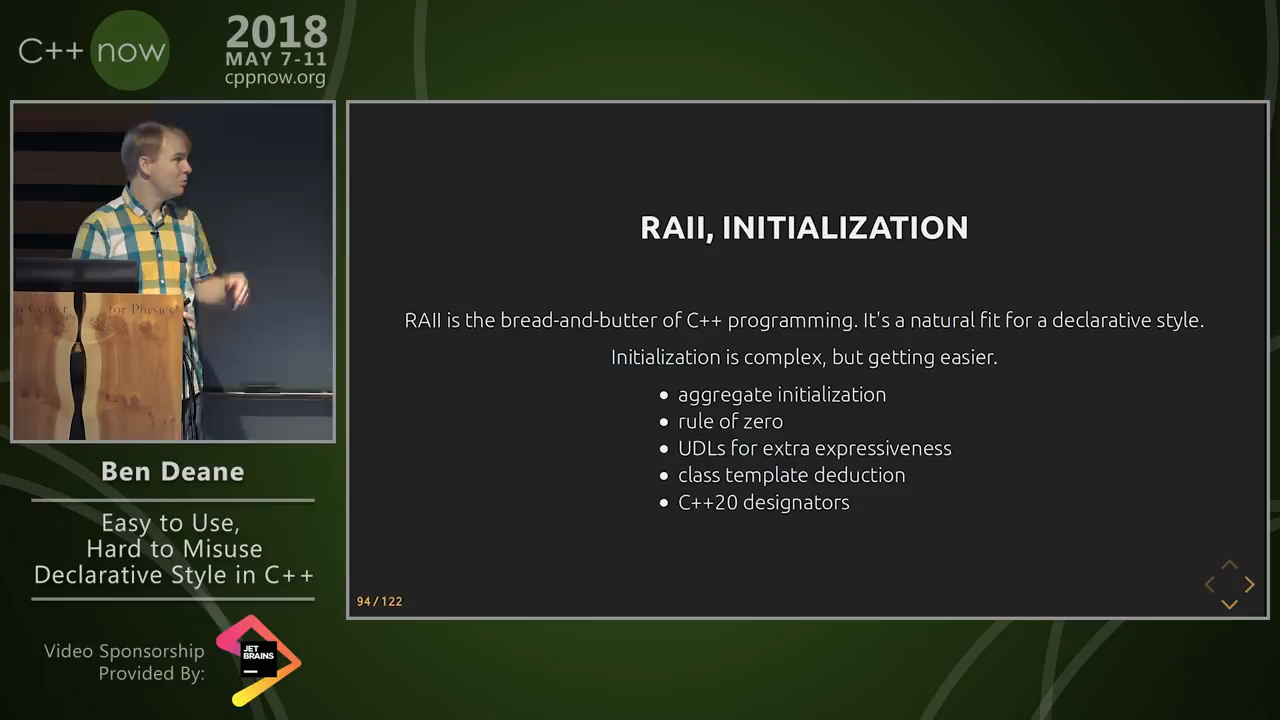 C++ now
2018
MAY 7-11
cppnow.org
Center for Physics
RAII, INITIALIZATION
RAII is the bread-and-butter of C++ programming. It's a natural fit for a declarative style.
Initialization is complex, but getting easier.
• aggregate initialization
• rule of zero
• UDLs for extra expressiveness
• class template deduction
• C++20 designators
94/122
Ben Deane
Easy to Use,
Hard to Misuse
Declarative Style in C++
Video Sponsorship
Provided By:
JET
BRAINS